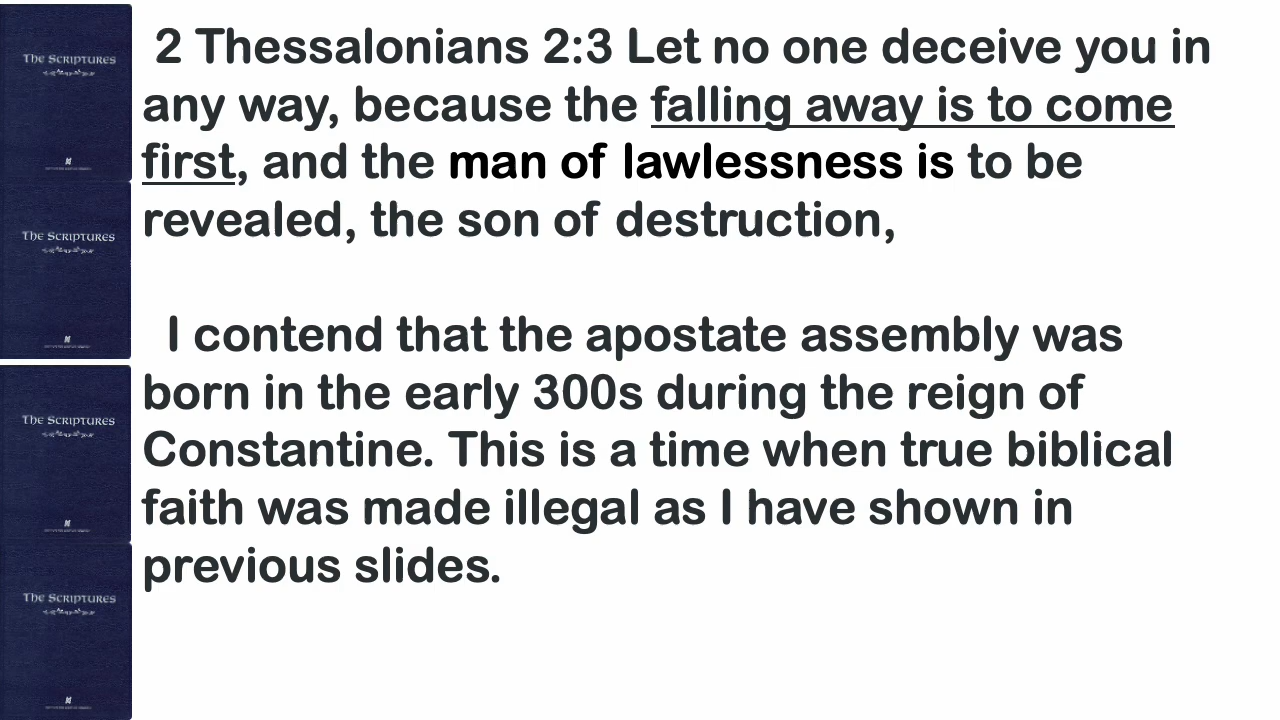 The Scriptures
The Scriptures
The Scriptures
The Scriptures
2 Thessalonians 2:3 Let no one deceive you in
any way, because the falling away is to come
first, and the man of lawlessness is to be
revealed, the son of destruction,
I contend that the apostate assembly was
born in the early 300s during the reign of
Constantine. This is a time when true biblical
faith was made illegal as I have shown in
previous slides.